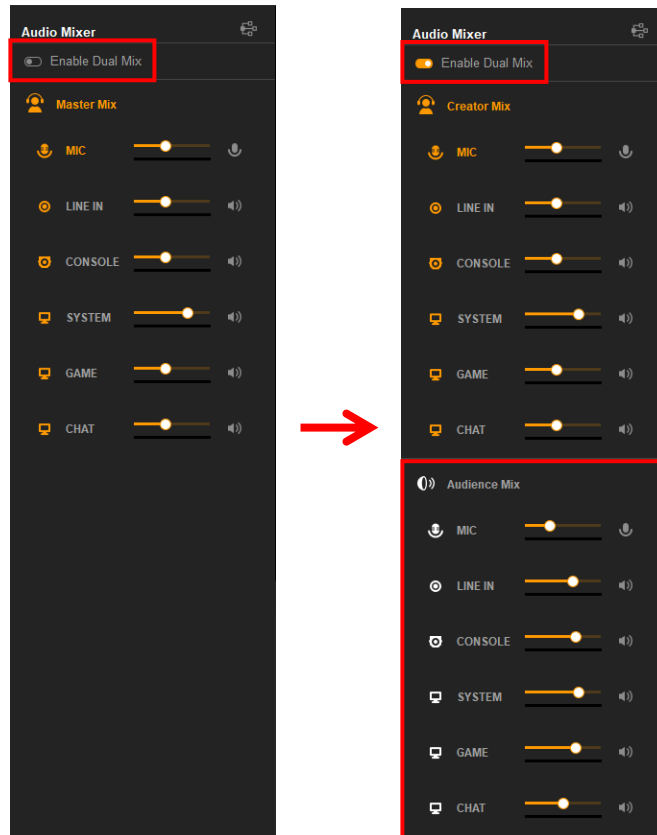 Audio Mixer
Enable Dual Mix
Master Mix
MIC
LINE IN
CONSOLE
SYSTEM
GAME
CHAT
Audio Mixer
Enable Dual Mix
Creator Mix
MIC
LINE IN
CONSOLE
SYSTEM
GAME
CHAT
Audience Mix
MIC
LINE IN
CONSOLE
SYSTEM
GAME
CHAT